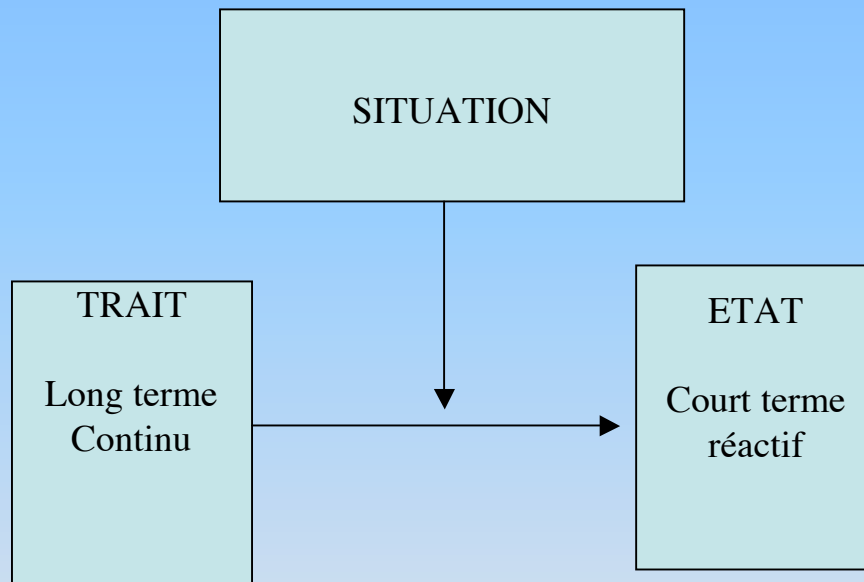 SITUATION
TRAIT
Long terme
Continu
ETAT
Court terme
réactif